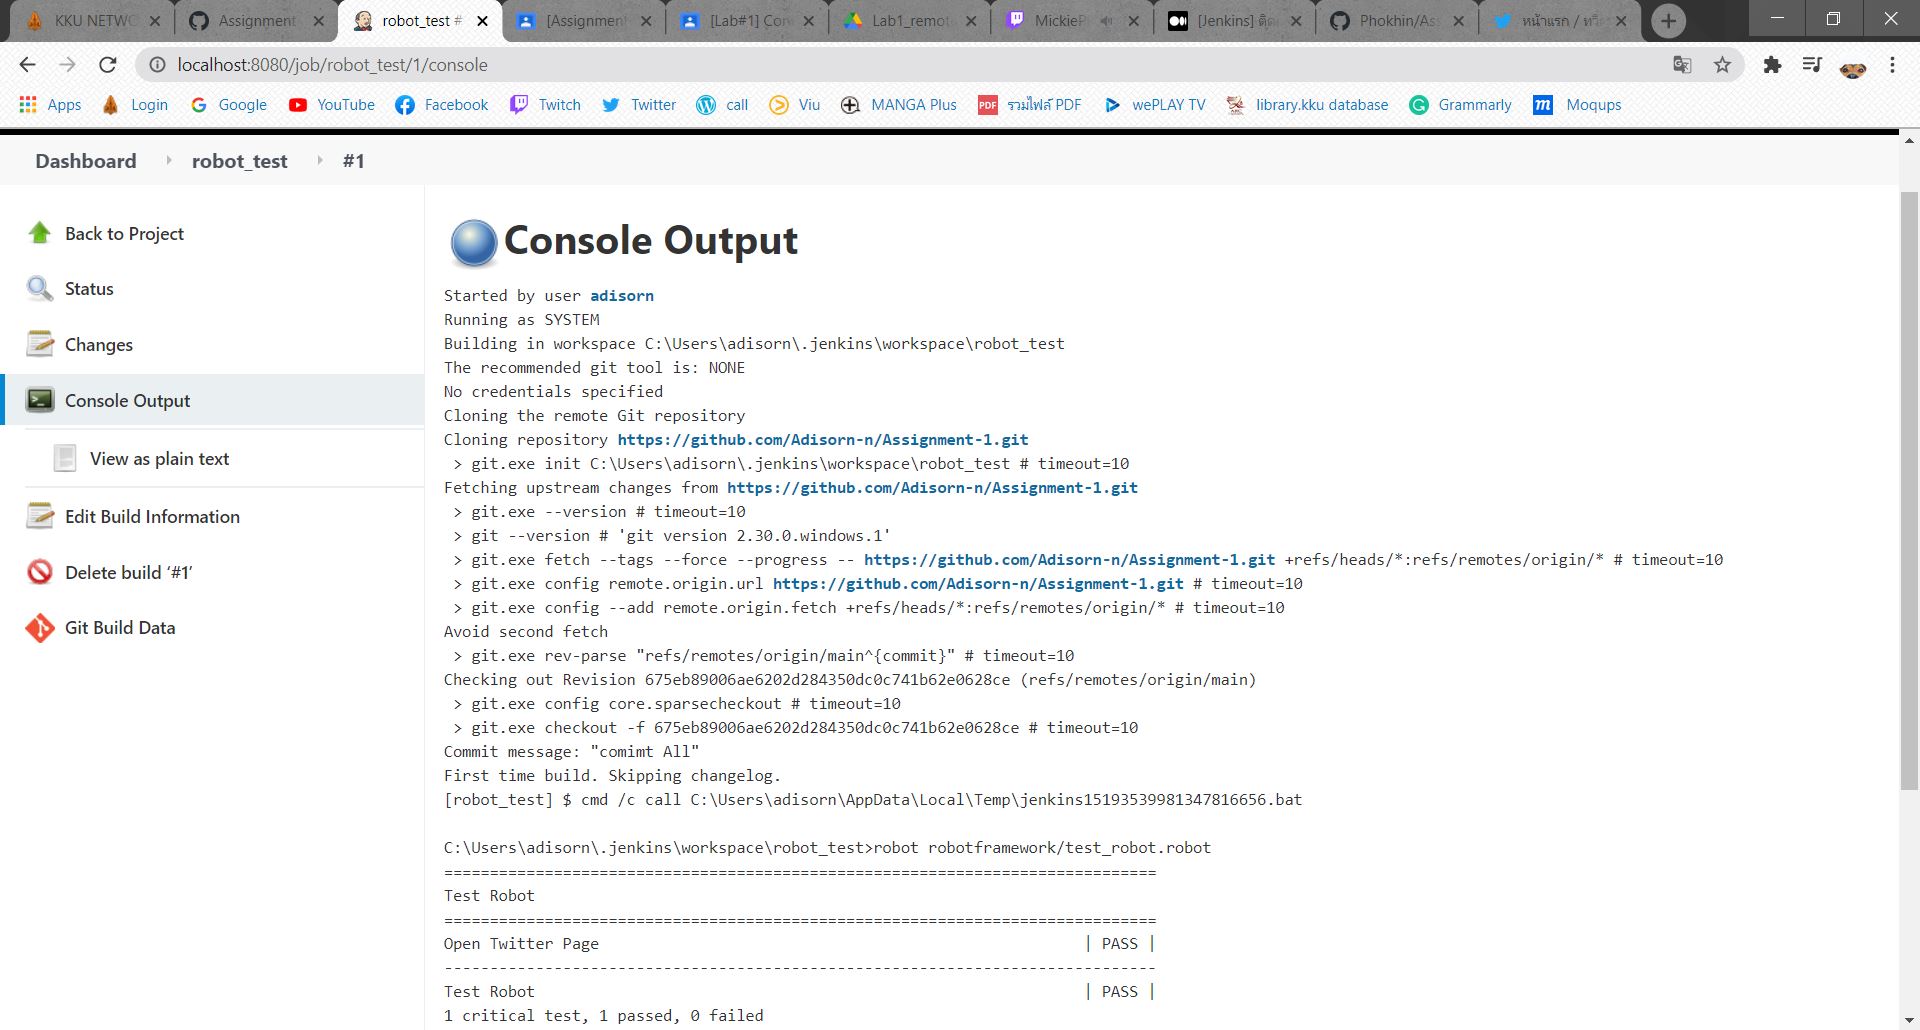 KKU NETWO
Assignment
robot_test #
[Assignment
[Lab#1] Con
Lab1_remot
MickieP
[Jenkins] ติด
Phokhin/Ass
หน้าแรก / ทวี
localhost:8080/job/robot_test/1/console
Apps
Login
Google
YouTube
Facebook
Twitch
Twitter
call
Viu
MANGA Plus
PDF รวมไฟล์ PDF
wePLAY TV
library.kku database
Grammarly
m Moqups
Dashboard
robot_test
#1
Back to Project
Status
Changes
Console Output
View as plain text
Edit Build Information
Delete build ‘#1’
Git Build Data
Console Output
Started by user adisorn
Running as SYSTEM
Building in workspace C:\Users\adisorn\.jenkins\workspace\robot_test
The recommended git tool is: NONE
No credentials specified
Cloning the remote Git repository
Cloning repository https://github.com/Adisorn-n/Assignment-1.git
> git.exe init C:\Users\adisorn\.jenkins\workspace\robot_test # timeout=10
Fetching upstream changes from https://github.com/Adisorn-n/Assignment-1.git
> git.exe --version # timeout=10
> git --version # 'git version 2.30.0.windows.1'
> git.exe fetch --tags --force --progress -- https://github.com/Adisorn-n/Assignment-1.git +refs/heads/*:refs/remotes/origin/* # timeout=10
> git.exe config remote.origin.url https://github.com/Adisorn-n/Assignment-1.git # timeout=10
> git.exe config --add remote.origin.fetch +refs/heads/*:refs/remotes/origin/* # timeout=10
Avoid second fetch
> git.exe rev-parse "refs/remotes/origin/main^{commit}" # timeout=10
Checking out Revision 675eb89006ae6202d284350dc0c741b62e0628ce (refs/remotes/origin/main)
> git.exe config core.sparsecheckout # timeout=10
> git.exe checkout -f 675eb89006ae6202d284350dc0c741b62e0628ce # timeout=10
Commit message: "comimt All"
First time build. Skipping changelog.
[robot_test] $ cmd /c call C:\Users\adisorn\AppData\Local\Temp\jenkins15193539981347816656.bat
C:\Users\adisorn\.jenkins\workspace\robot_test>robot robotframework/test_robot.robot
==============================================================================
Test Robot
==============================================================================
Open Twitter Page | PASS |
------------------------------------------------------------------------------
Test Robot | PASS |
1 critical test, 1 passed, 0 failed